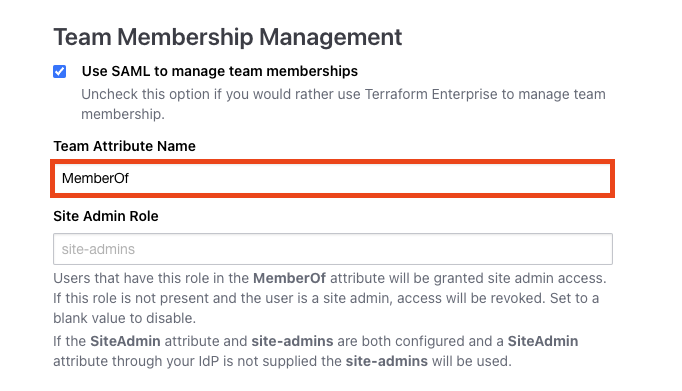 Team Membership Management
Use SAML to manage team memberships
Uncheck this option if you would rather use Terraform Enterprise to manage team
membership.
Team Attribute Name
MemberOf
Site Admin Role
site-admins
Users that have this role in the MemberOf attribute will be granted site admin access.
If this role is not present and the user is a site admin, access will be revoked. Set to a
blank value to disable.
If the SiteAdmin attribute and site-admins are both configured and a SiteAdmin
attribute through your IdP is not supplied the site-admins will be used.